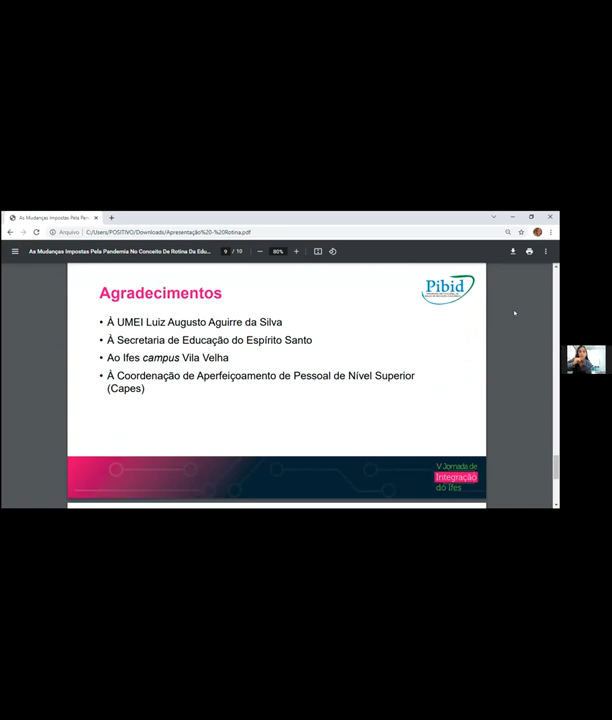 As Mudanças Impostas Pela Pan
Arquivo
C:/Users/POSITIVO/Downloads/Apresentação%20-%20Rotina.pdf
As Mudanças Impostas Pela Pandemia No Conceito De Rotina Da Edu...
9 / 10
80%
Agradecimentos
Pibid
• À UMEI Luiz Augusto Aguirre da Silva
• À Secretaria de Educação do Espírito Santo
• Ao Ifes campus Vila Velha
• À Coordenação de Aperfeiçoamento de Pessoal de Nível Superior
(Capes)
V Jornada de
Integração
do Ifes